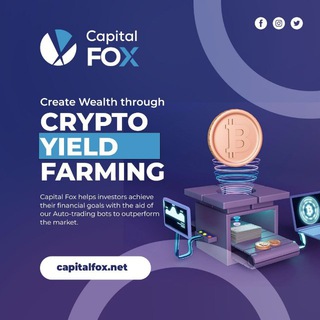 Capital
FOX
Create Wealth through
CRYPTO
YIELD
FARMING
Capital Fox helps investors achieve
their financial goals with the aid of
our Auto-trading bots to outperform
the market.
capitalfox.net